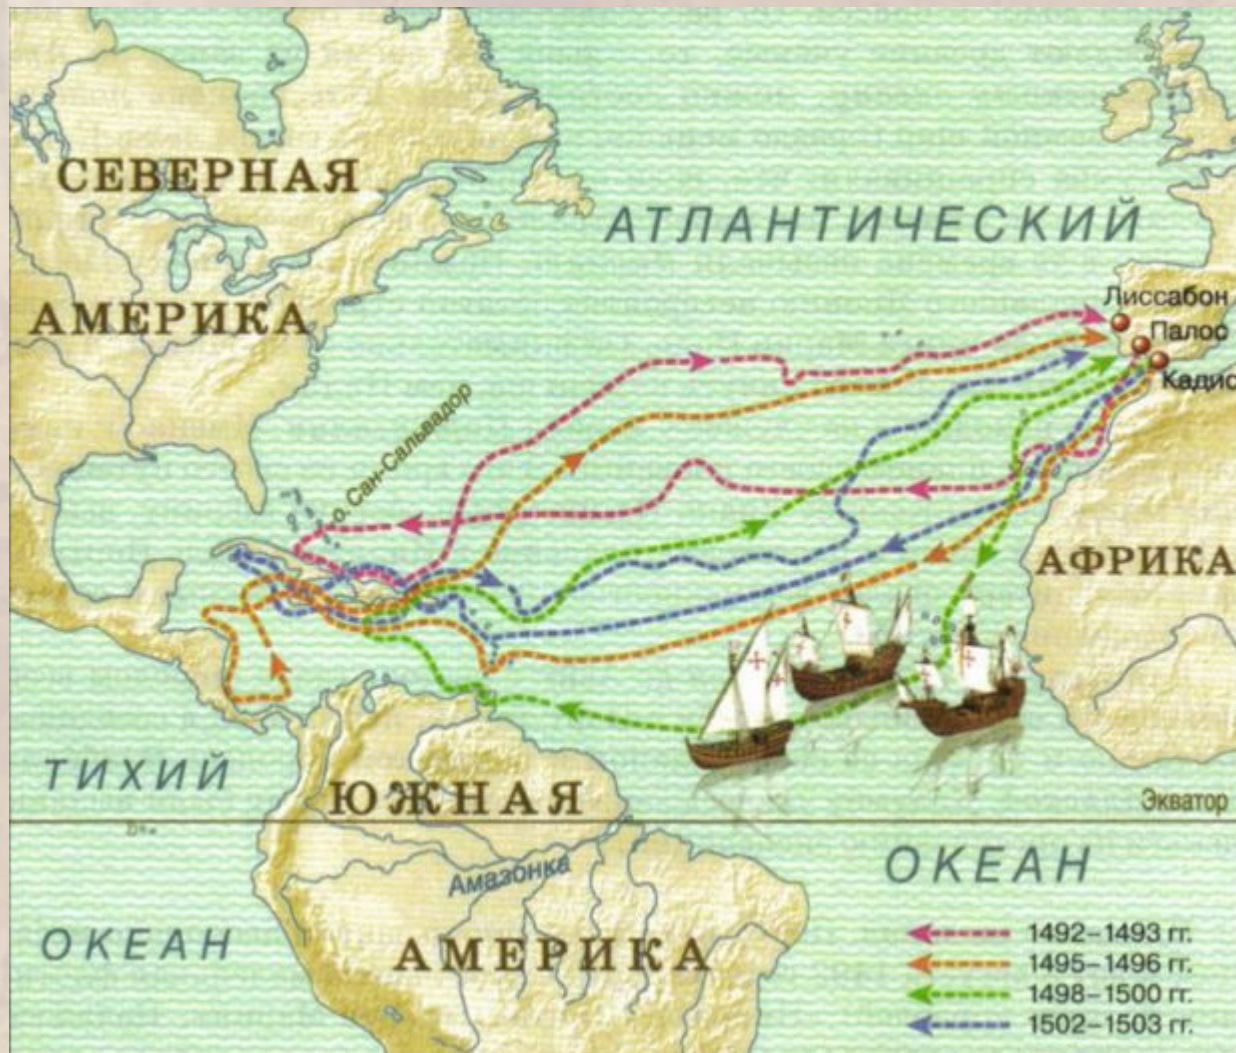 СЕВЕРНАЯ
АМЕРИКА
АТЛАНТИЧЕСКИЙ
Лиссабон
Палос
Кадис
о. Сан-Сальвадор
АФРИКА
ТИХИЙ
ЮЖНАЯ
Экватор
Амазонка
ОКЕАН
ОКЕАН
АМЕРИКА
1492–1493 гг.
1495–1496 гг.
1498–1500 гг.
1502–1503 гг.